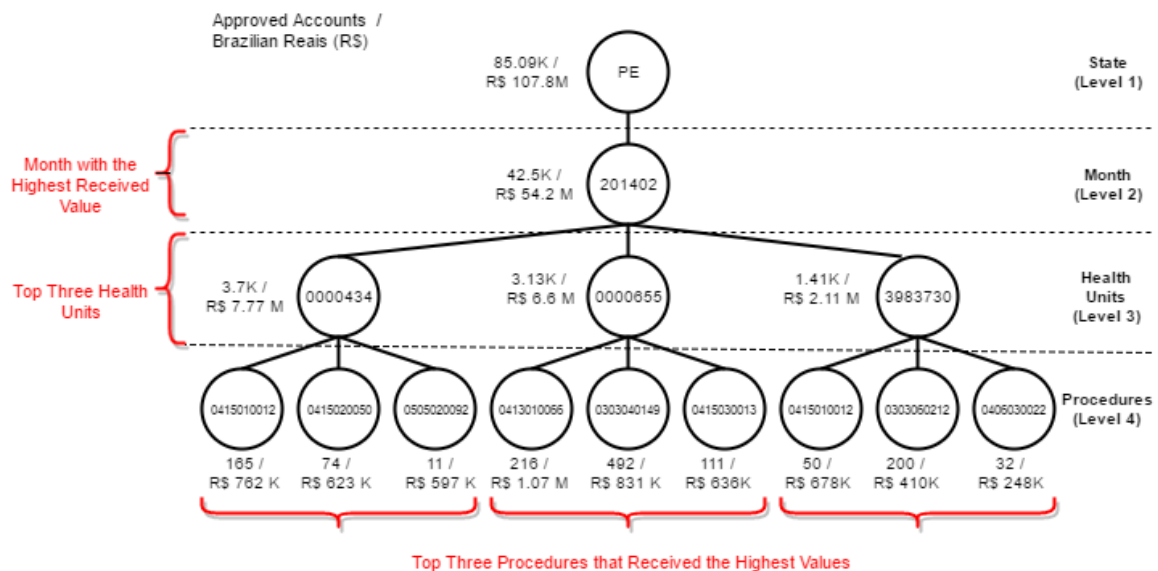 Approved Accounts /
Brazilian Reais (R$)
85.09K /
R$ 107.8M
PE
State
(Level 1)
Month with the
Highest Received
Value
42.5K /
R$ 54.2 M
201402
Month
(Level 2)
Top Three Health
Units
3.7K /
R$ 7.77 M
0000434
3.13K /
R$ 6.6 M
0000655
1.41K /
R$ 2.11 M
3983730
Health
Units
(Level 3)
0415010012
0415020050
0505020092
0413010066
0303040149
0415030013
0415010012
0303060212
0406030022
Procedures
(Level 4)
165 /
R$ 762 K
74 /
R$ 623 K
11 /
R$ 597 K
216 /
R$ 1.07 M
492 /
R$ 831 K
111 /
R$ 636K
50 /
R$ 678K
200 /
R$ 410K
32 /
R$ 248K
Top Three Procedures that Received the Highest Values